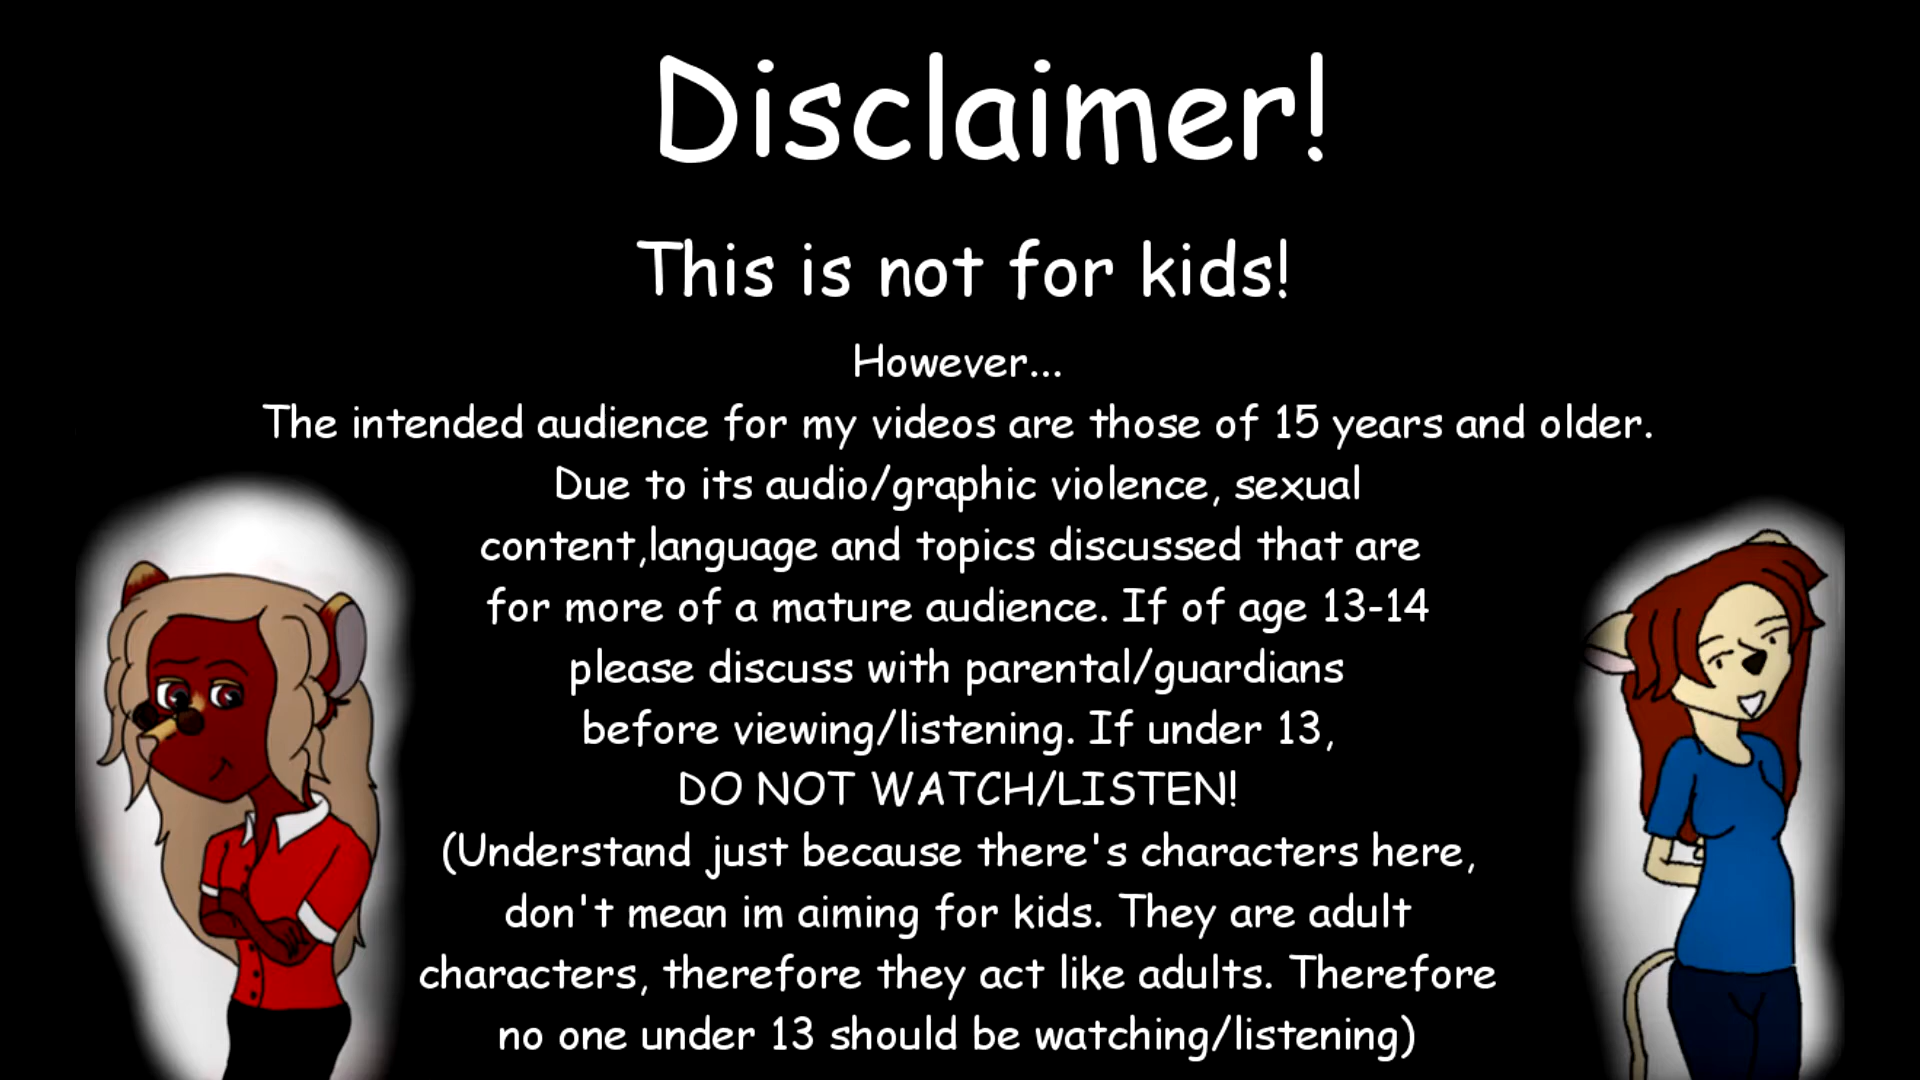 Disclaimer!
This is not for kids!
However...
The intended audience for my videos are those of 15 years and older.
Due to its audio/graphic violence, sexual
content,language and topics discussed that are
for more of a mature audience. If of age 13-14
please discuss with parental/guardians
before viewing/listening. If under 13,
DO NOT WATCH/LISTEN!
(Understand just because there's characters here,
don't mean im aiming for kids. They are adult
characters, therefore they act like adults. Therefore
no one under 13 should be watching/listening)